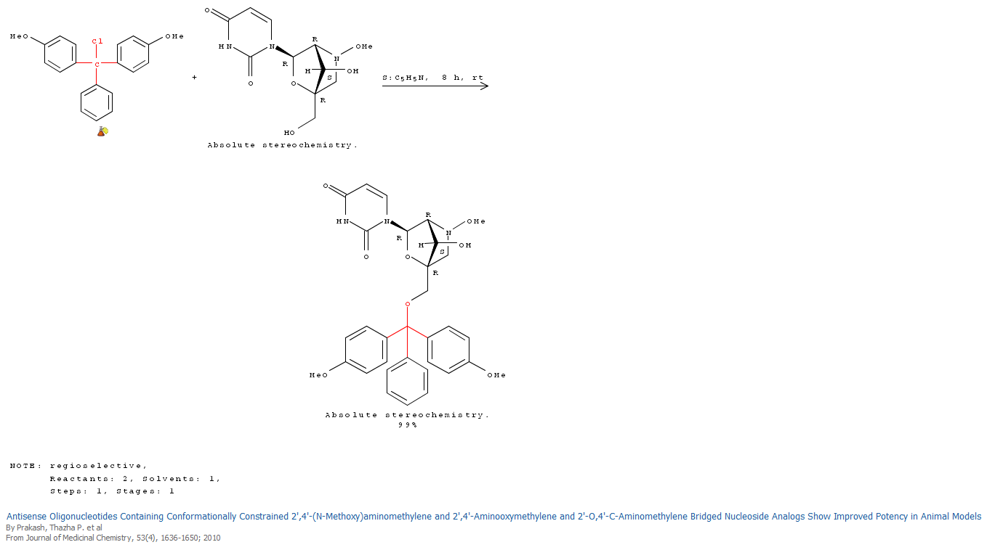 O
MeO
Cl
OMe
R
HN
N
N
OMe
C
R
H
OH
+
O
S
S:C5H5N, 8 h, rt
O
R
HO
Absolute stereochemistry.
O
R
HN
N
OMe
N
R
H
OH
S
O
O
R
O
MeO
OMe
Absolute stereochemistry.
99%
NOTE: regioselective,
Reactants: 2, Solvents: 1,
Steps: 1, Stages: 1
Antisense Oligonucleotides Containing Conformationally Constrained 2',4'-(N-Methoxy)aminomethylene and 2',4'-Aminooxymethylene and 2'-O,4'-C-Aminomethylene Bridged Nucleoside Analogs Show Improved Potency in Animal Models
By Prakash, Thazha P. et al
From Journal of Medicinal Chemistry, 53(4), 1636-1650; 2010